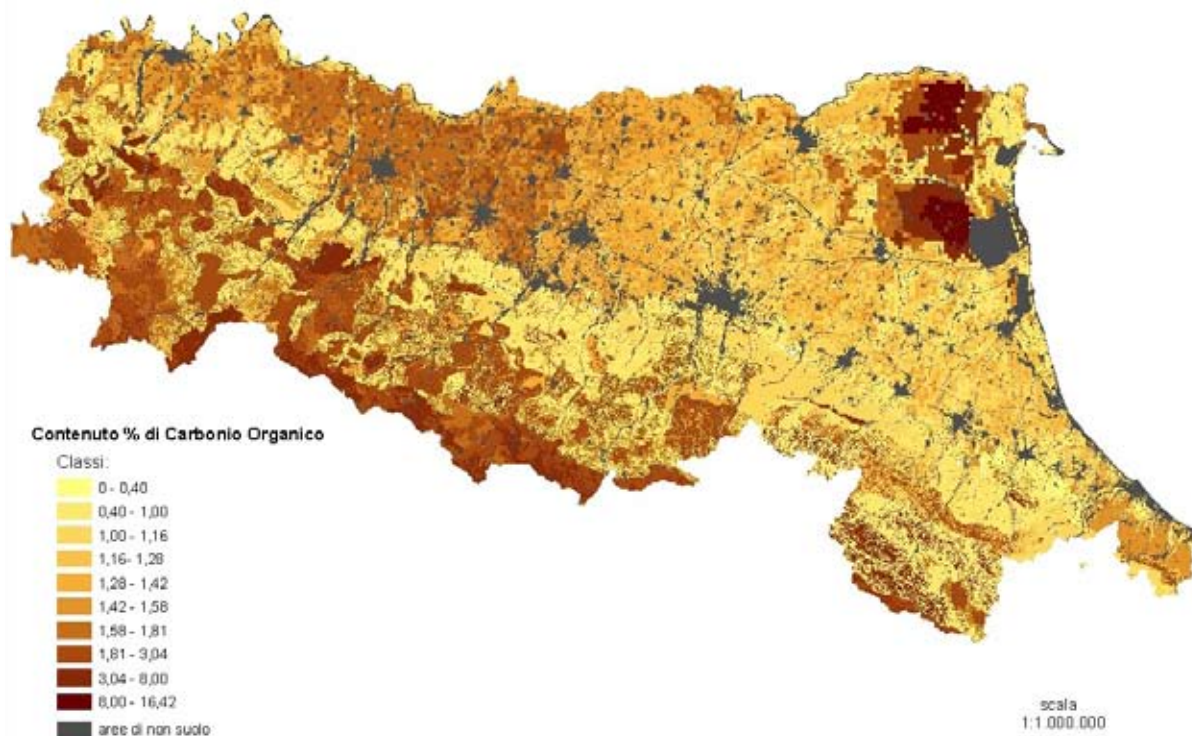 Contenuto % di Carbonio Organico
Classi:
0 - 0,40
0,40 - 1,00
1,00 - 1,16
1,16- 1,28
1,28 - 1,42
1,42 - 1,58
1,58 - 1,81
1,81 - 3,04
3,04 - 8,00
8,00 - 16,42
aree di non suolo
scala
1:1.000.000